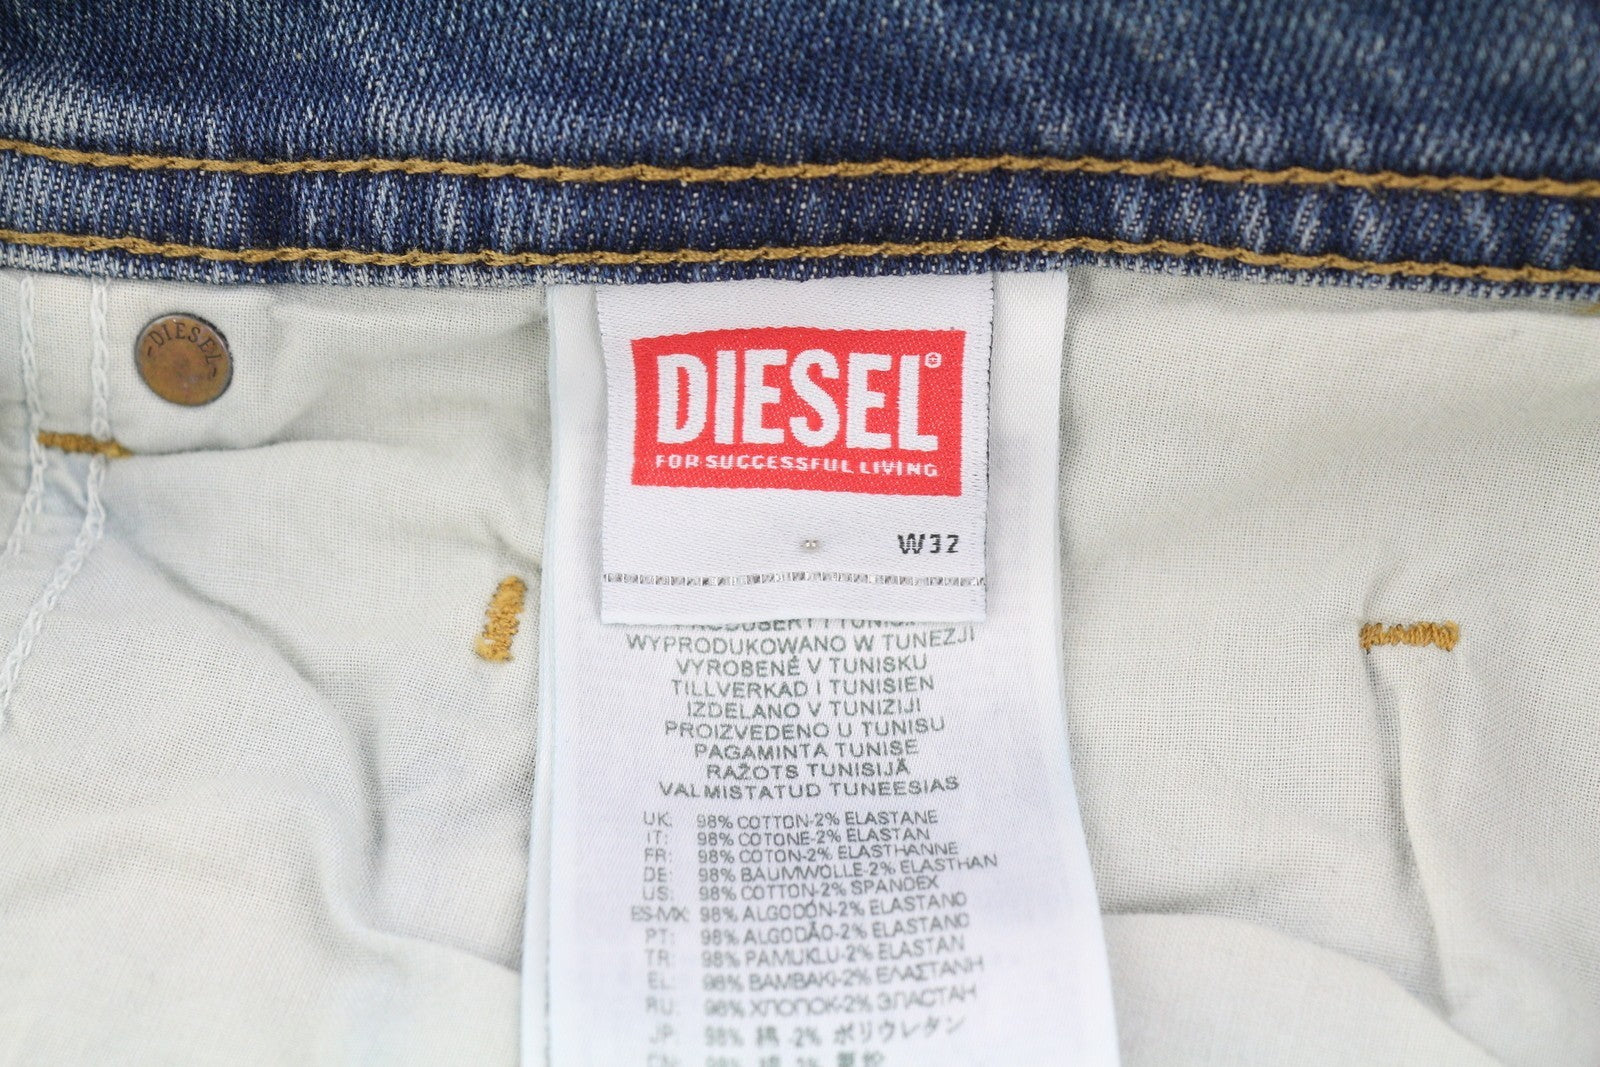 DIESEL
DIESEL
FOR SUCCESSFUL LIVING
W32
WYPRODUKOWANO W TUNEZJI
VYROBENÉ V TUNISKU
TILLVERKAD I TUNISIEN
IZDELANO V TUNIZIJI
PROIZVEDENO U TUNISU
PAGAMINTA TUNISE
RAŽOTS TUNISIJĀ
VALMISTATUD TUNEESIAS
UK: 98% COTTON-2% ELASTANE
IT: 98% COTONE-2% ELASTAN
FR: 98% COTON-2% ELASTHANNE
DE: 98% BAUMWOLLE-2% ELASTHAN
US: 98% COTTON-2% SPANDEX
ES-MX: 98% ALGODÓN-2% ELASTANO
PT: 98% ALGODÃO-2% ELASTANO
TR: 98% PAMUKLU-2% ELASTAN
EL: 98% ΒΑΜΒΑΚΙ-2% ΕΛΑΣΤΑΝΗ
RU: 98% ХЛОПОК-2% ЭЛАСТАН
JP: 98% 綿 -2% ポリウレタン